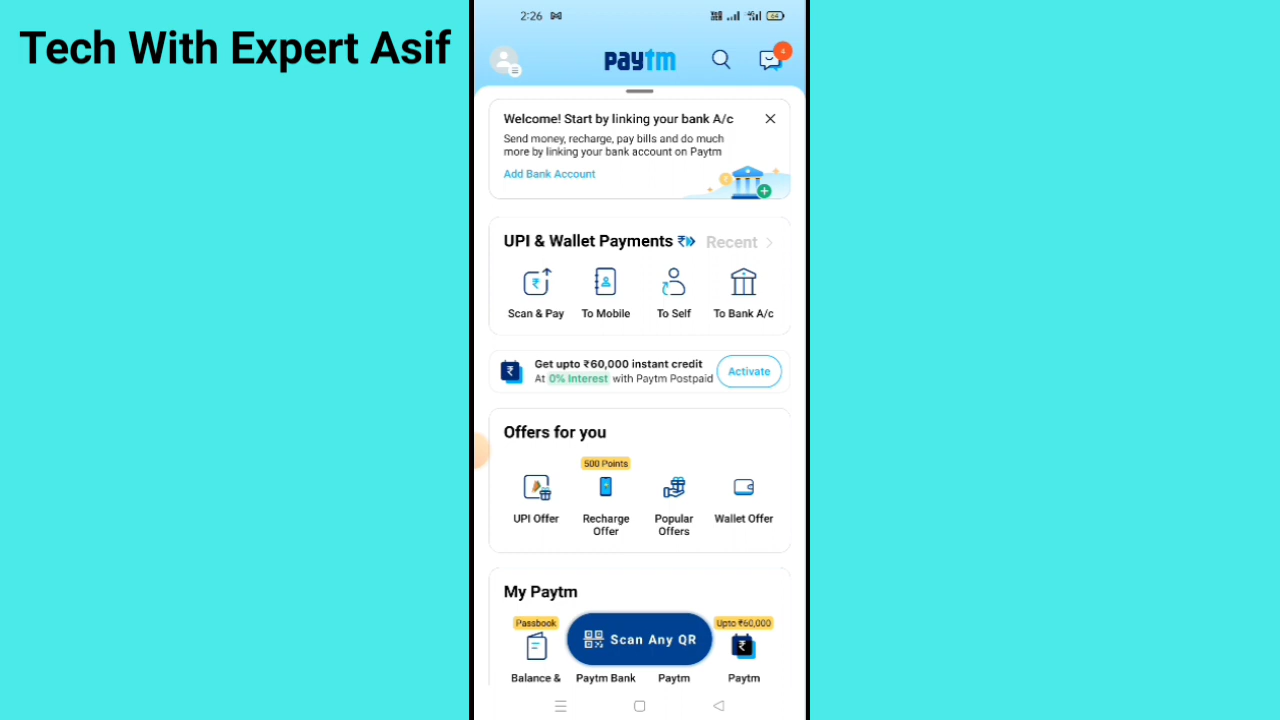 Tech With Expert Asif
2:26
64
paytm
4
Welcome! Start by linking your bank A/c
Send money, recharge, pay bills and do much
more by linking your bank account on Paytm
Add Bank Account
UPI & Wallet Payments
Recent
Scan & Pay
To Mobile
To Self
To Bank A/c
Get upto ₹60,000 instant credit
At 0% Interest with Paytm Postpaid
Activate
Offers for you
500 Points
UPI Offer
Recharge
Offer
Popular
Offers
Wallet Offer
My Paytm
Passbook
Upto ₹60,000
Scan Any QR
Balance &
Paytm Bank
Paytm
Paytm